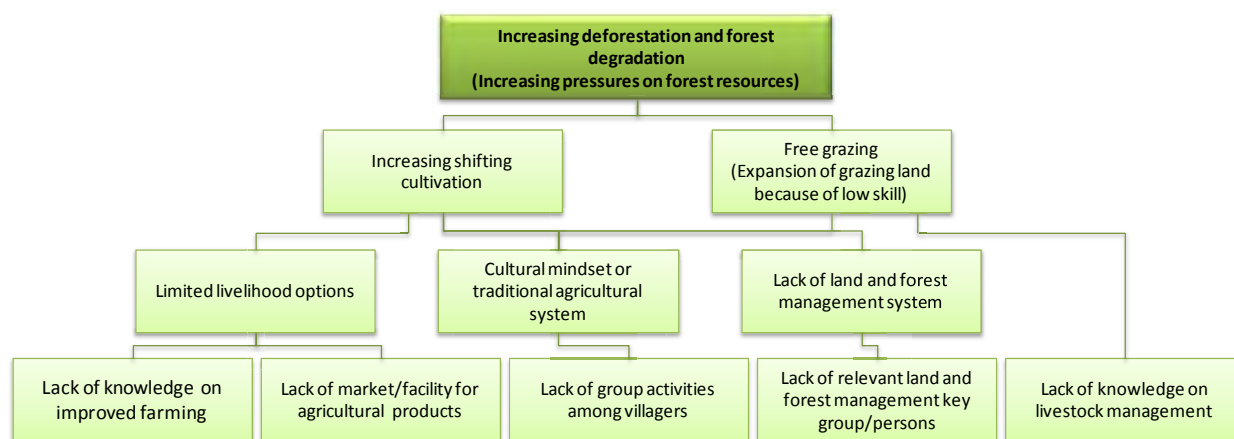 Increasing deforestation and forest
degradation
(Increasing pressures on forest resources)
Increasing shifting
cultivation
Free grazing
(Expansion of grazing land
because of low skill)
Limited livelihood options
Cultural mindset or
traditional agricultural
system
Lack of land and forest
management system
Lack of knowledge on
improved farming
Lack of market/facility for
agricultural products
Lack of group activities
among villagers
Lack of relevant land and
forest management key
group/persons
Lack of knowledge on
livestock management